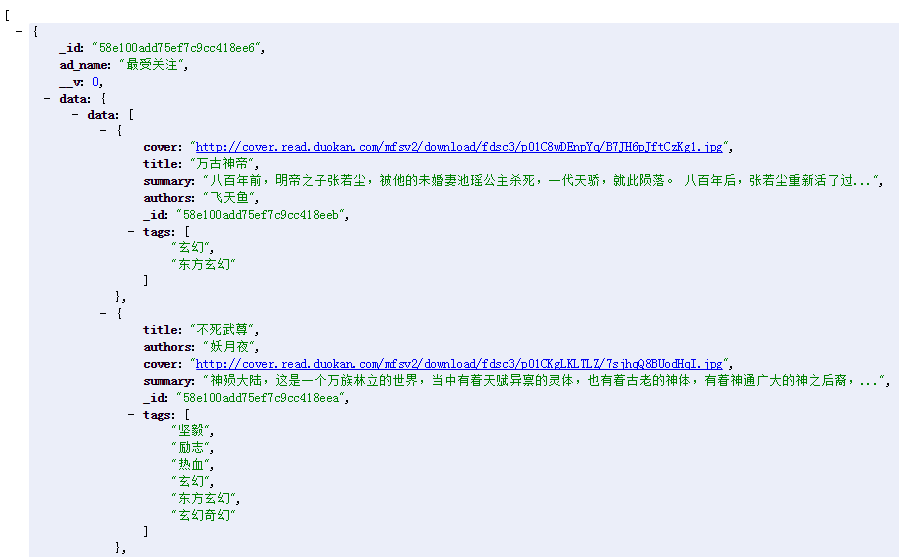 [
- {
_id: "58e100add75ef7c9cc418ee6",
ad_name: "最受关注",
__v: 0,
- data: {
- data: [
- {
cover: "http://cover.read.duokan.com/mfsv2/download/fdsc3/p01C8wDEnpYq/B7JH6pJftCzKg1.jpg",
title: "万古神帝",
summary: "八百年前，明帝之子张若尘，被他的未婚妻池瑶公主杀死，一代天骄，就此陨落。 八百年后，张若尘重新活了过...",
authors: "飞天鱼",
_id: "58e100add75ef7c9cc418eeb",
- tags: [
"玄幻",
"东方玄幻"
]
},
- {
title: "不死武尊",
authors: "妖月夜",
cover: "http://cover.read.duokan.com/mfsv2/download/fdsc3/p01CKgLKLTLZ/7sjhqQ8BUodHqI.jpg",
summary: "神殒大陆，这是一个万族林立的世界，当中有着天赋异禀的灵体，也有着古老的神体，有着神通广大的神之后裔，...",
_id: "58e100add75ef7c9cc418eea",
- tags: [
"坚毅",
"励志",
"热血",
"玄幻",
"东方玄幻",
"玄幻奇幻"
]
},